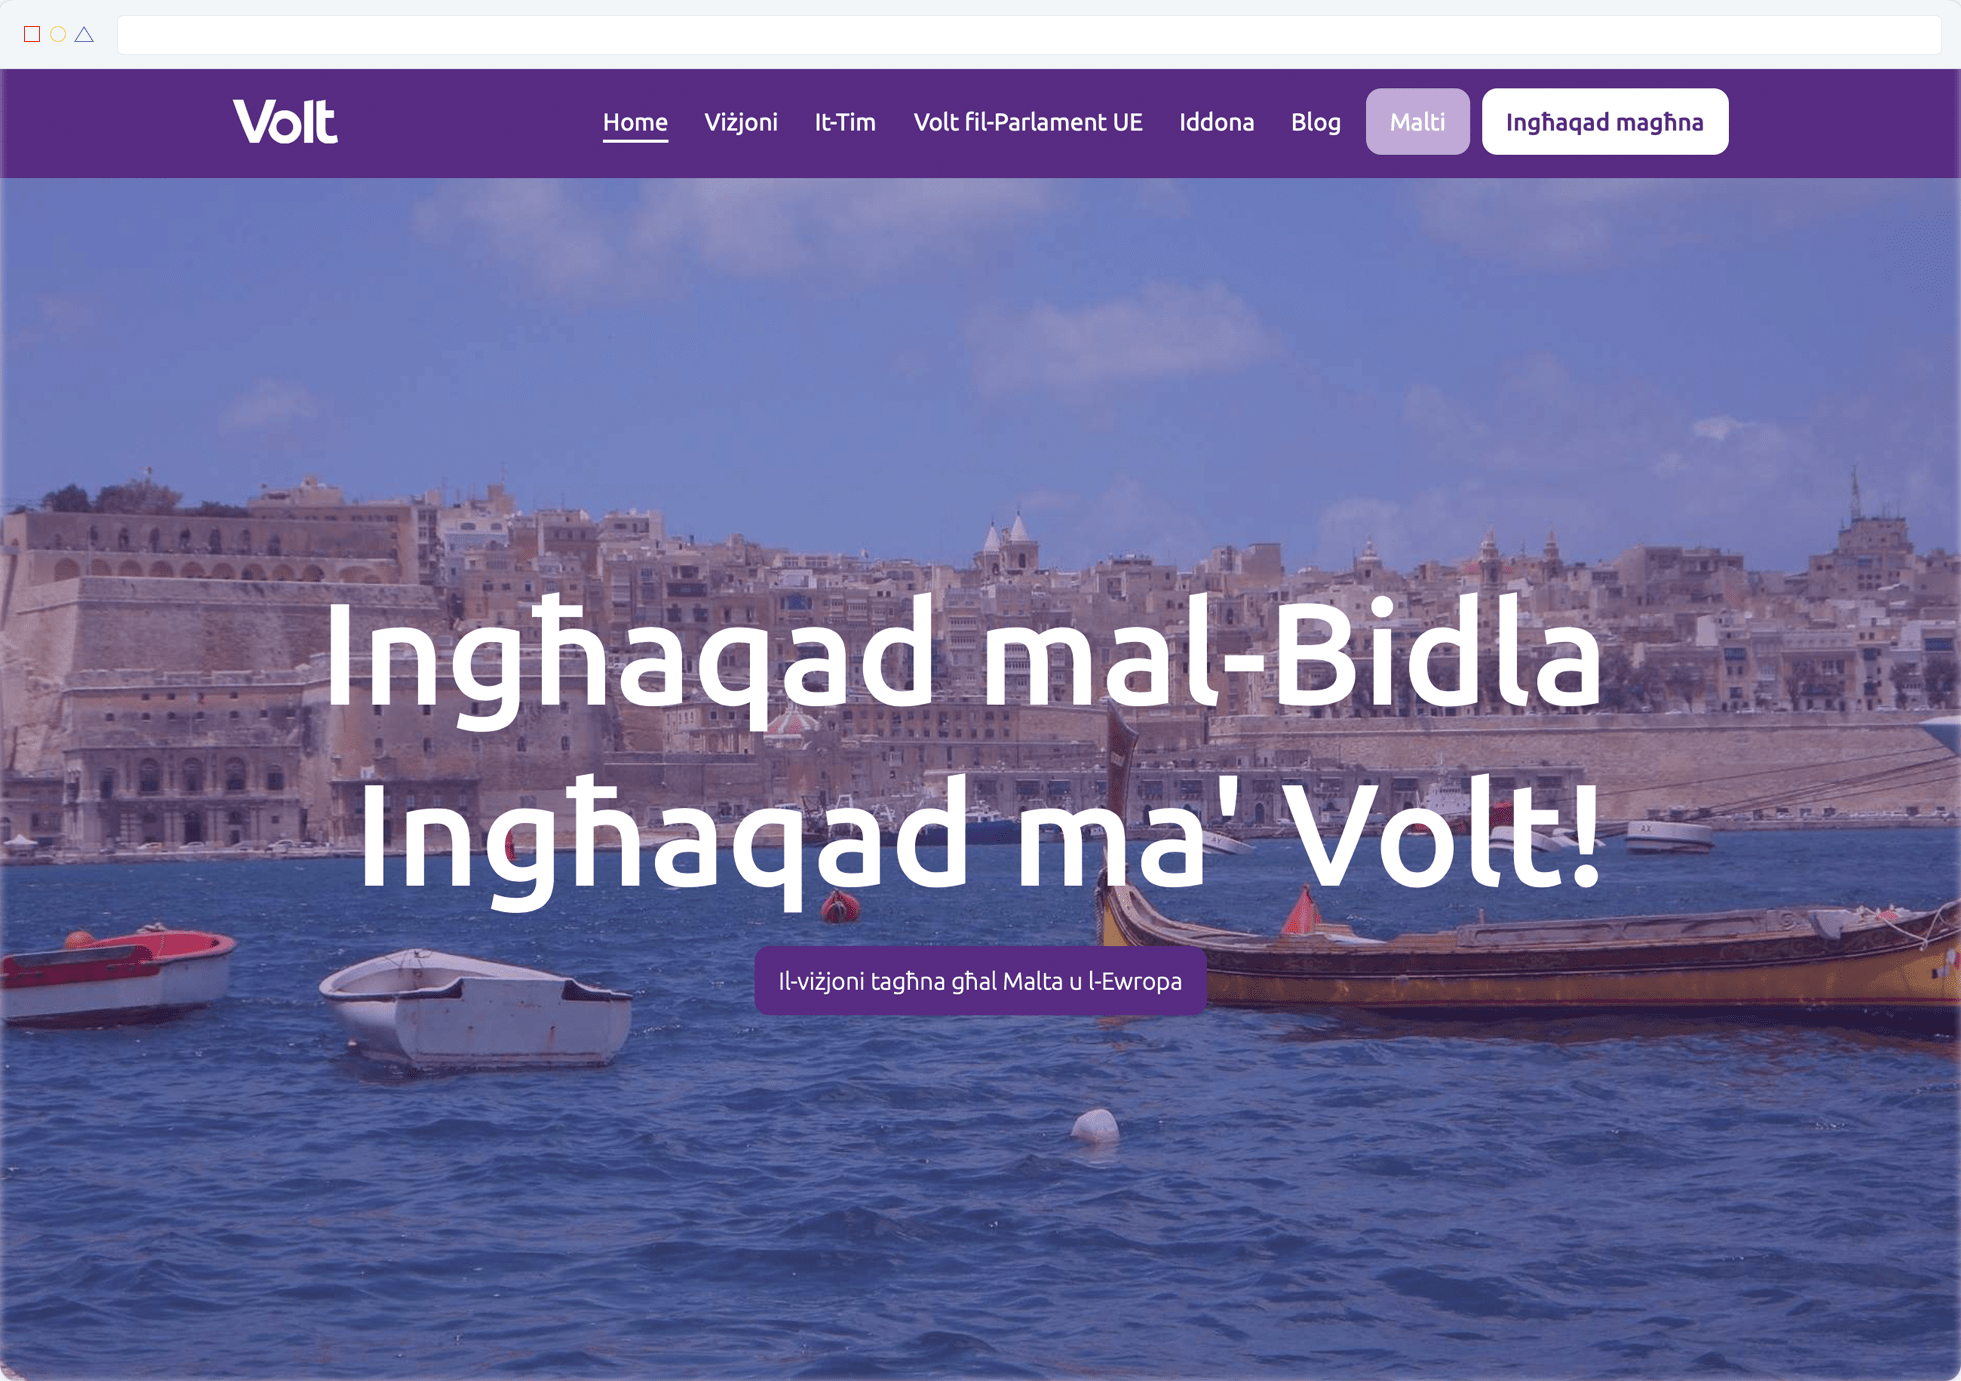 Volt
Home
Viżjoni
It-Tim
Volt fil-Parlament UE
Iddona
Blog
Malti
Ingħaqad magħna
Ingħaqad mal-Bidla
Ingħaqad ma' Volt!
AX
Il-viżjoni tagħna għal Malta u l-Ewropa